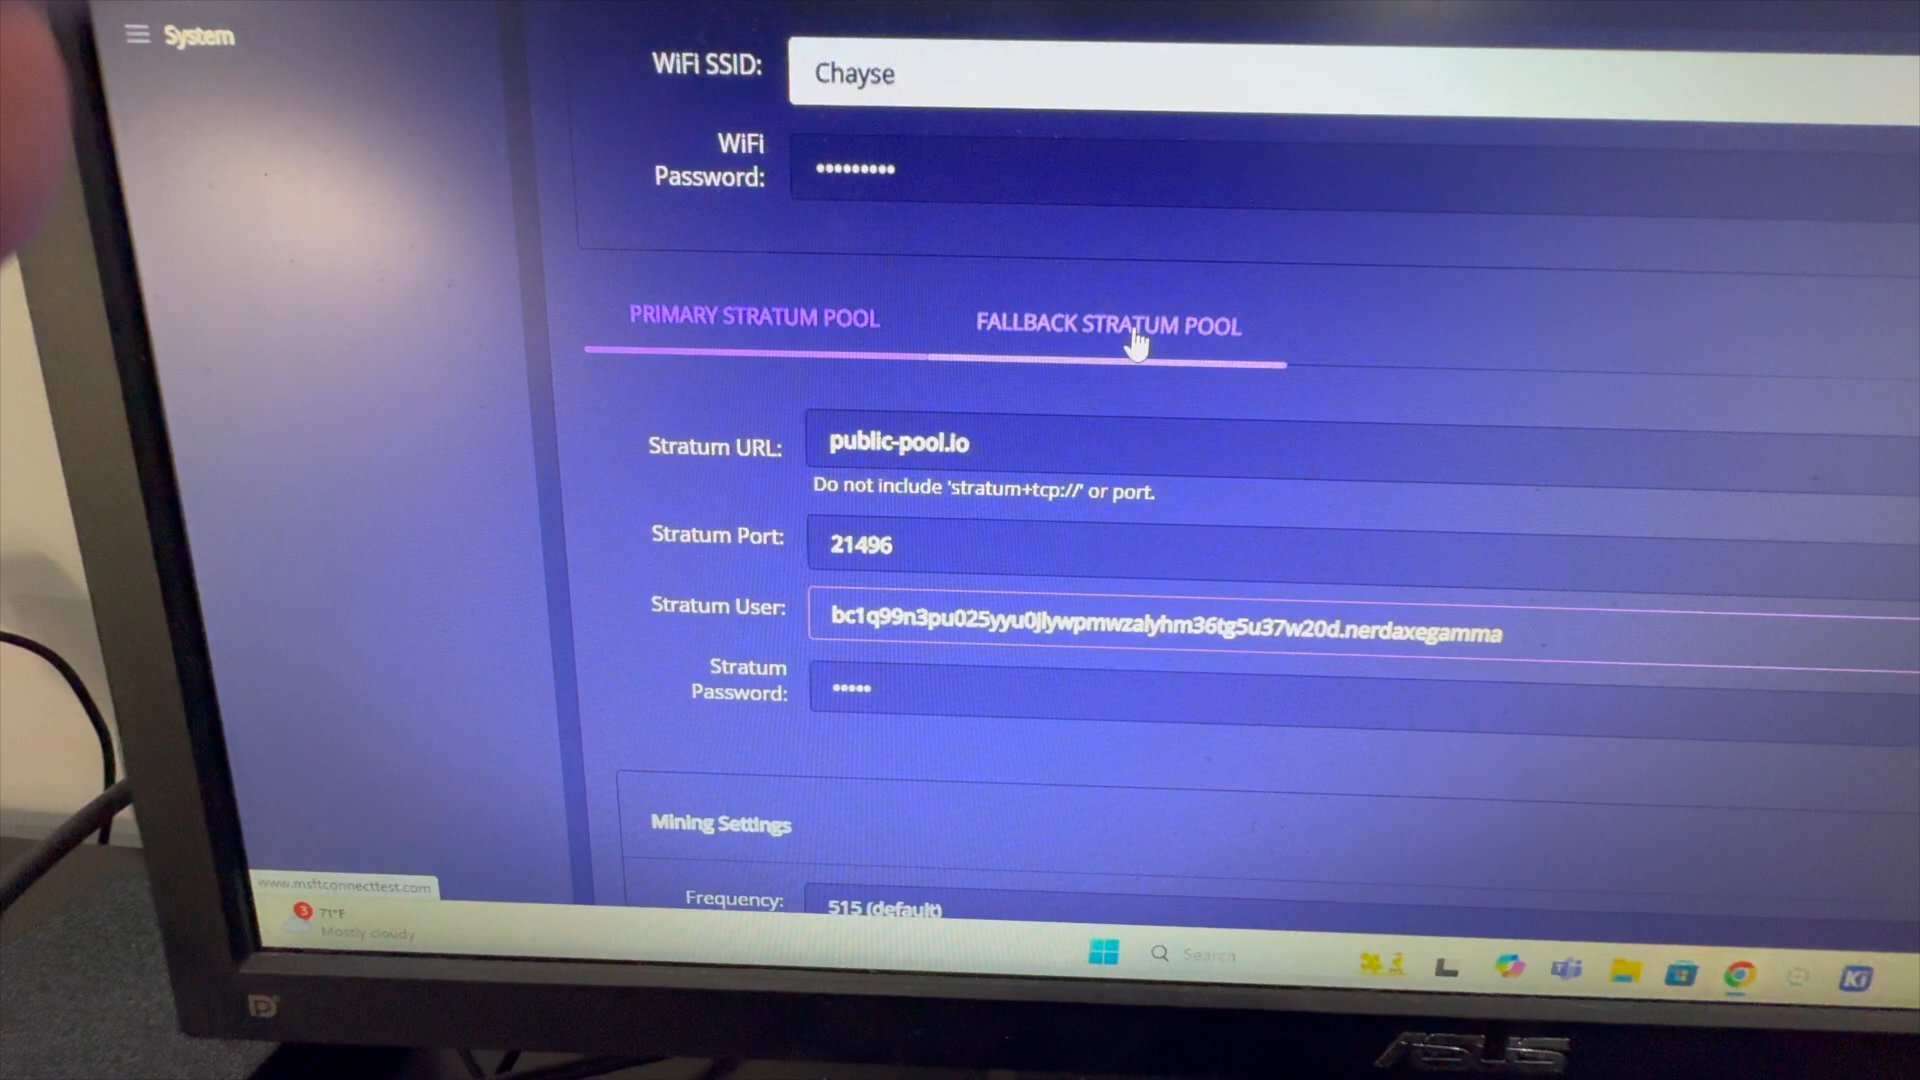 System
WiFi SSID:
Chayse
WiFi
Password:
•••••••••
PRIMARY STRATUM POOL
FALLBACK STRATUM POOL
Stratum URL:
public-pool.io
Do not include 'stratum+tcp://' or port.
Stratum Port:
21496
Stratum User:
bc1q99n3pu025yyu0jlywpmwzalyhm36tg5u37w20d.nerdaxegamma
Stratum
Password:
•••••
Mining Settings
Frequency:
515 (default)
www.msftconnecttest.com
3
71°F
Mostly cloudy
Search
Ki
ASUS